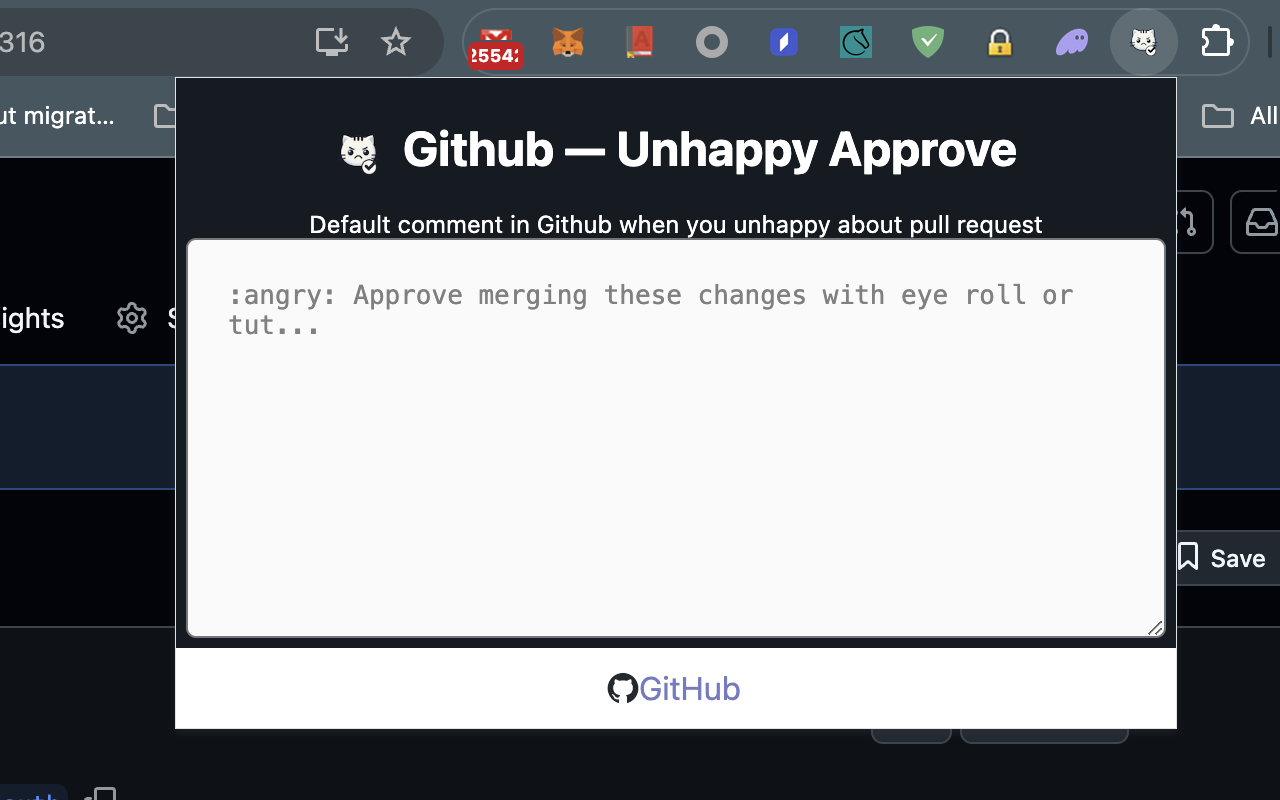 316
25542
ut migrat...
All
Github — Unhappy Approve
Default comment in Github when you unhappy about pull request
:angry: Approve merging these changes with eye roll or
tut...
ights
S
Save
GitHub